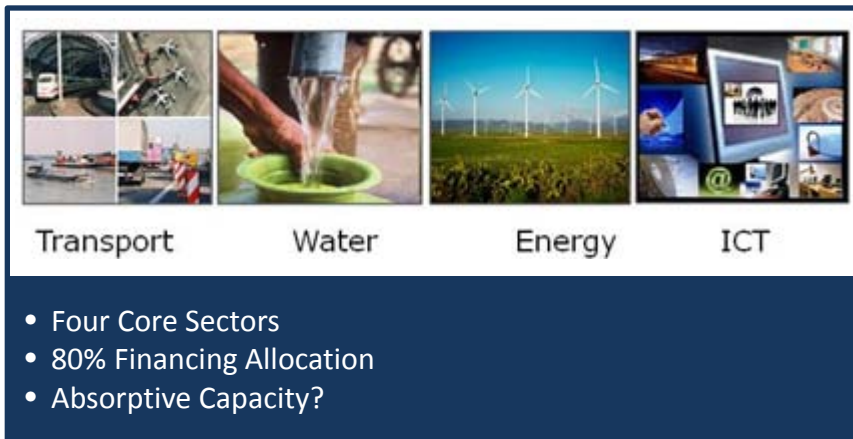 Transport Water Energy ICT
• Four Core Sectors
• 80% Financing Allocation
• Absorptive Capacity?
@